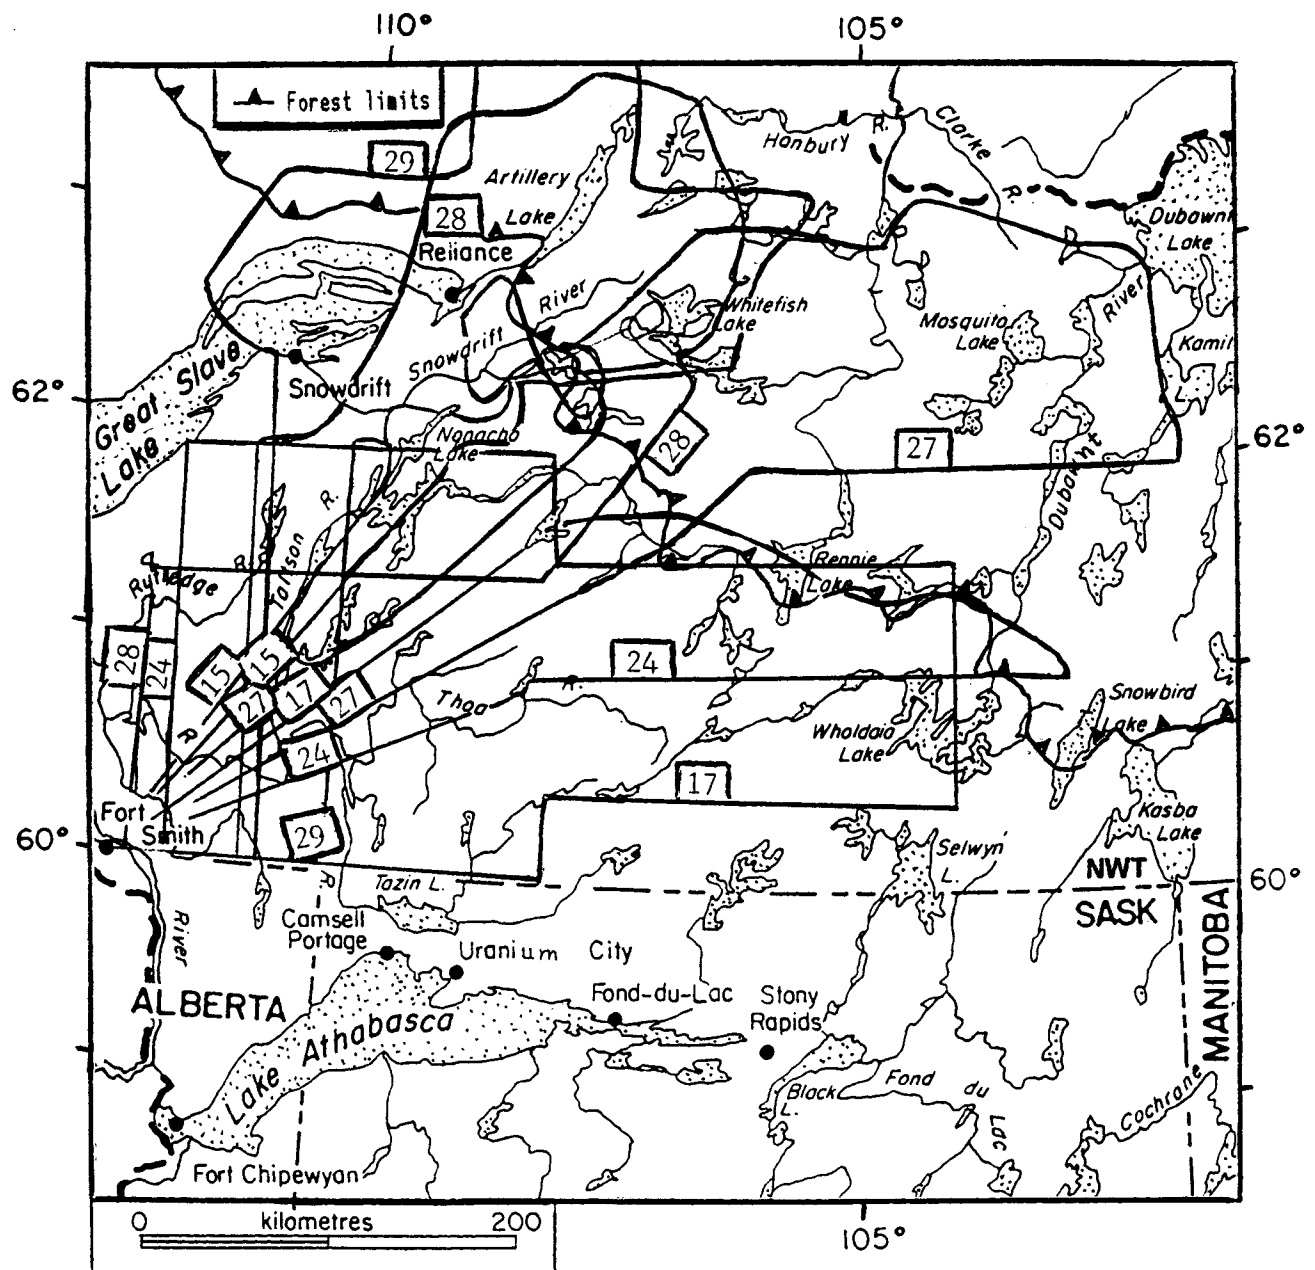 110°
105°
Forest limits
Hanbury
R.
Clarke
R.
29
Artillery
Lake
28
Reliance
Dubawnt
Lake
River
River
Whitefish
Lake
Mosquito
Lake
Kamil
Snowdrift
Great Slave
Lake
Snowdrift
62°
62°
Nonacho
Lake
28
27
Dubawnt
R.
Taltson
R.
Rutledge
Rennie
Lake
28
24
15
15
27
17
27
24
24
Thoa
R.
Snowbird
Lake
Wholdaia
Lake
R
17
Fort
Smith
Kasba
Lake
60°
29
Selwyn
L.
NWT
60°
R
Tazin L.
SASK
MANITOBA
River
Camsell
Portage
Uranium City
ALBERTA
Fond-du-Lac
Stony
Rapids
Lake Athabasca
Black
L.
Fond
du
Lac
Cochrane
Fort Chipewyan
0
kilometres
200
105°